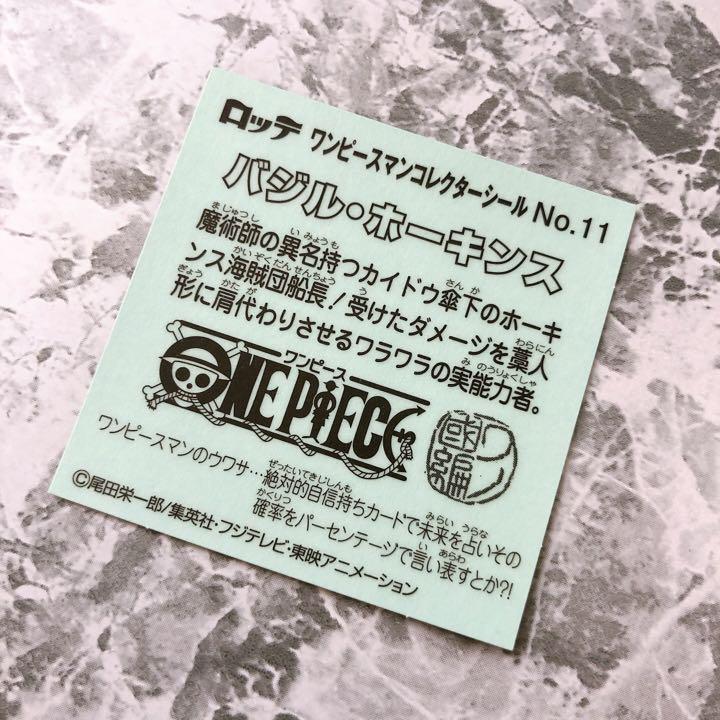 ロッテ ワンピースマンコレクターシール No.11
バジル・ホーキンス
魔術師の異名持つカイドウ傘下のホーキ
ンス海賊団船長!受けたダメージを藁人
形に肩代わりさせるワラワラの実能力者。
ワンピース
ONE PIECE
ワノ國編
ワンピースマンのウワサ…絶対的自信持ちカードで未来を占いその
確率をパーセンテージで言い表すとか?!
©尾田栄一郎/集英社・フジテレビ・東映アニメーション